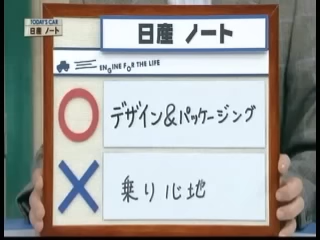 TODAY'S CAR
日産 ノート
日産 ノート
ENGINE FOR THE LIFE
デザイン&パッケージング
乗り心地